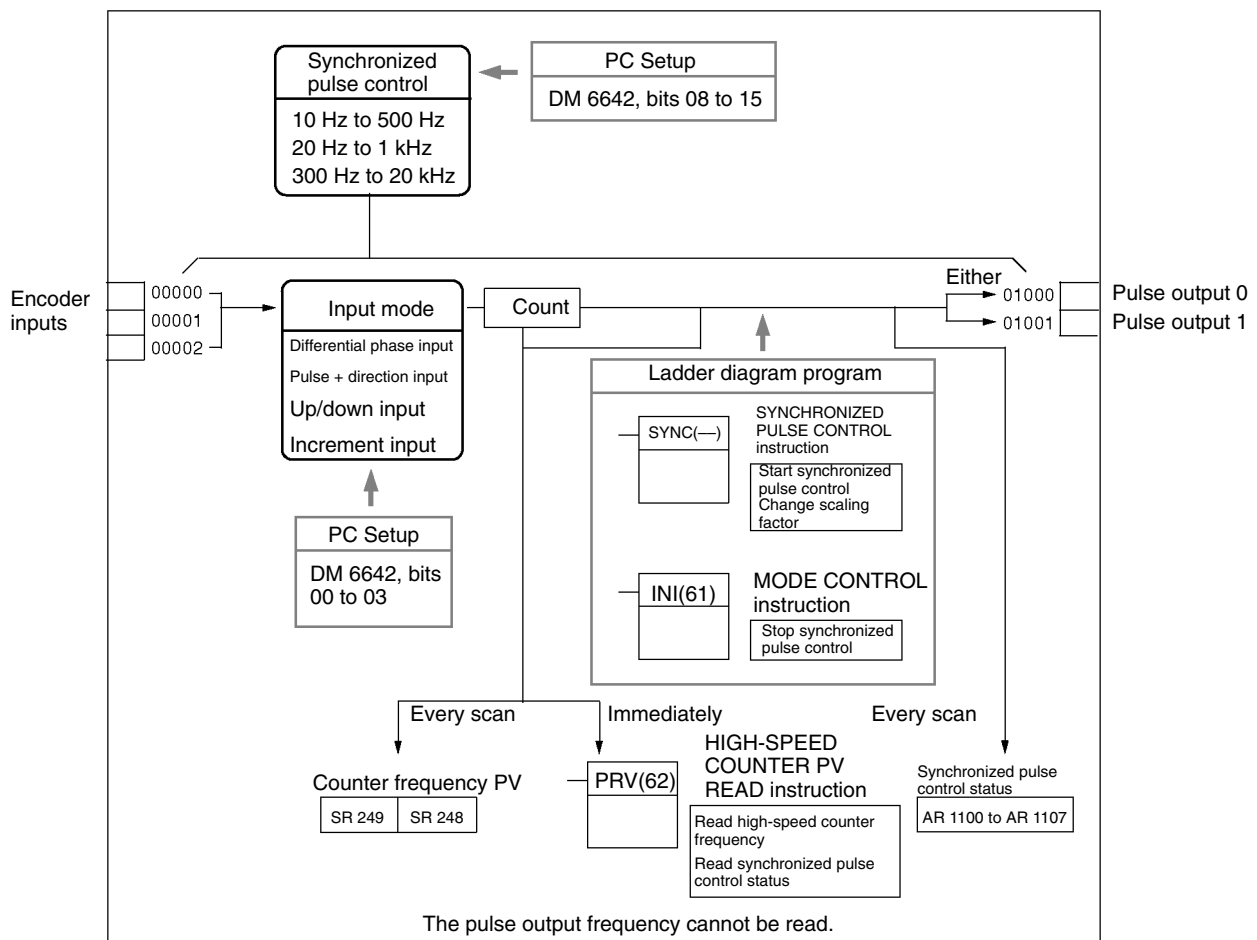 Synchronized
pulse control
10 Hz to 500 Hz
20 Hz to 1 kHz
300 Hz to 20 kHz
PC Setup
DM 6642, bits 08 to 15
Encoder
inputs
00000
00001
00002
Input mode
Differential phase input
Pulse + direction input
Up/down input
Increment input
Count
Either
01000
01001
Pulse output 0
Pulse output 1
PC Setup
DM 6642, bits
00 to 03
Ladder diagram program
SYNC(––)
SYNCHRONIZED
PULSE CONTROL
instruction
Start synchronized
pulse control
Change scaling
factor
INI(61)
MODE CONTROL
instruction
Stop synchronized
pulse control
Every scan
Immediately
Every scan
Counter frequency PV
SR 249
SR 248
PRV(62)
HIGH-SPEED
COUNTER PV
READ instruction
Read high-speed counter
frequency
Read synchronized pulse
control status
Synchronized pulse
control status
AR 1100 to AR 1107
The pulse output frequency cannot be read.